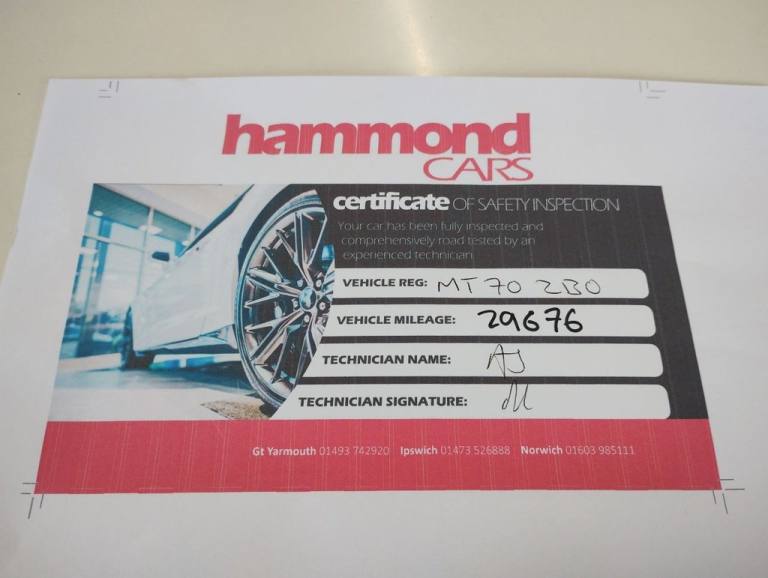 hammond
CARS
certificate OF SAFETY INSPECTION
Your car has been fully inspected and
comprehensively road tested by an
experienced technician
VEHICLE REG: MT70 ZBO
VEHICLE MILEAGE: 29676
TECHNICIAN NAME: AJ
TECHNICIAN SIGNATURE:
Gt Yarmouth 01493 742920 Ipswich 01473 526888 Norwich 01603 985111